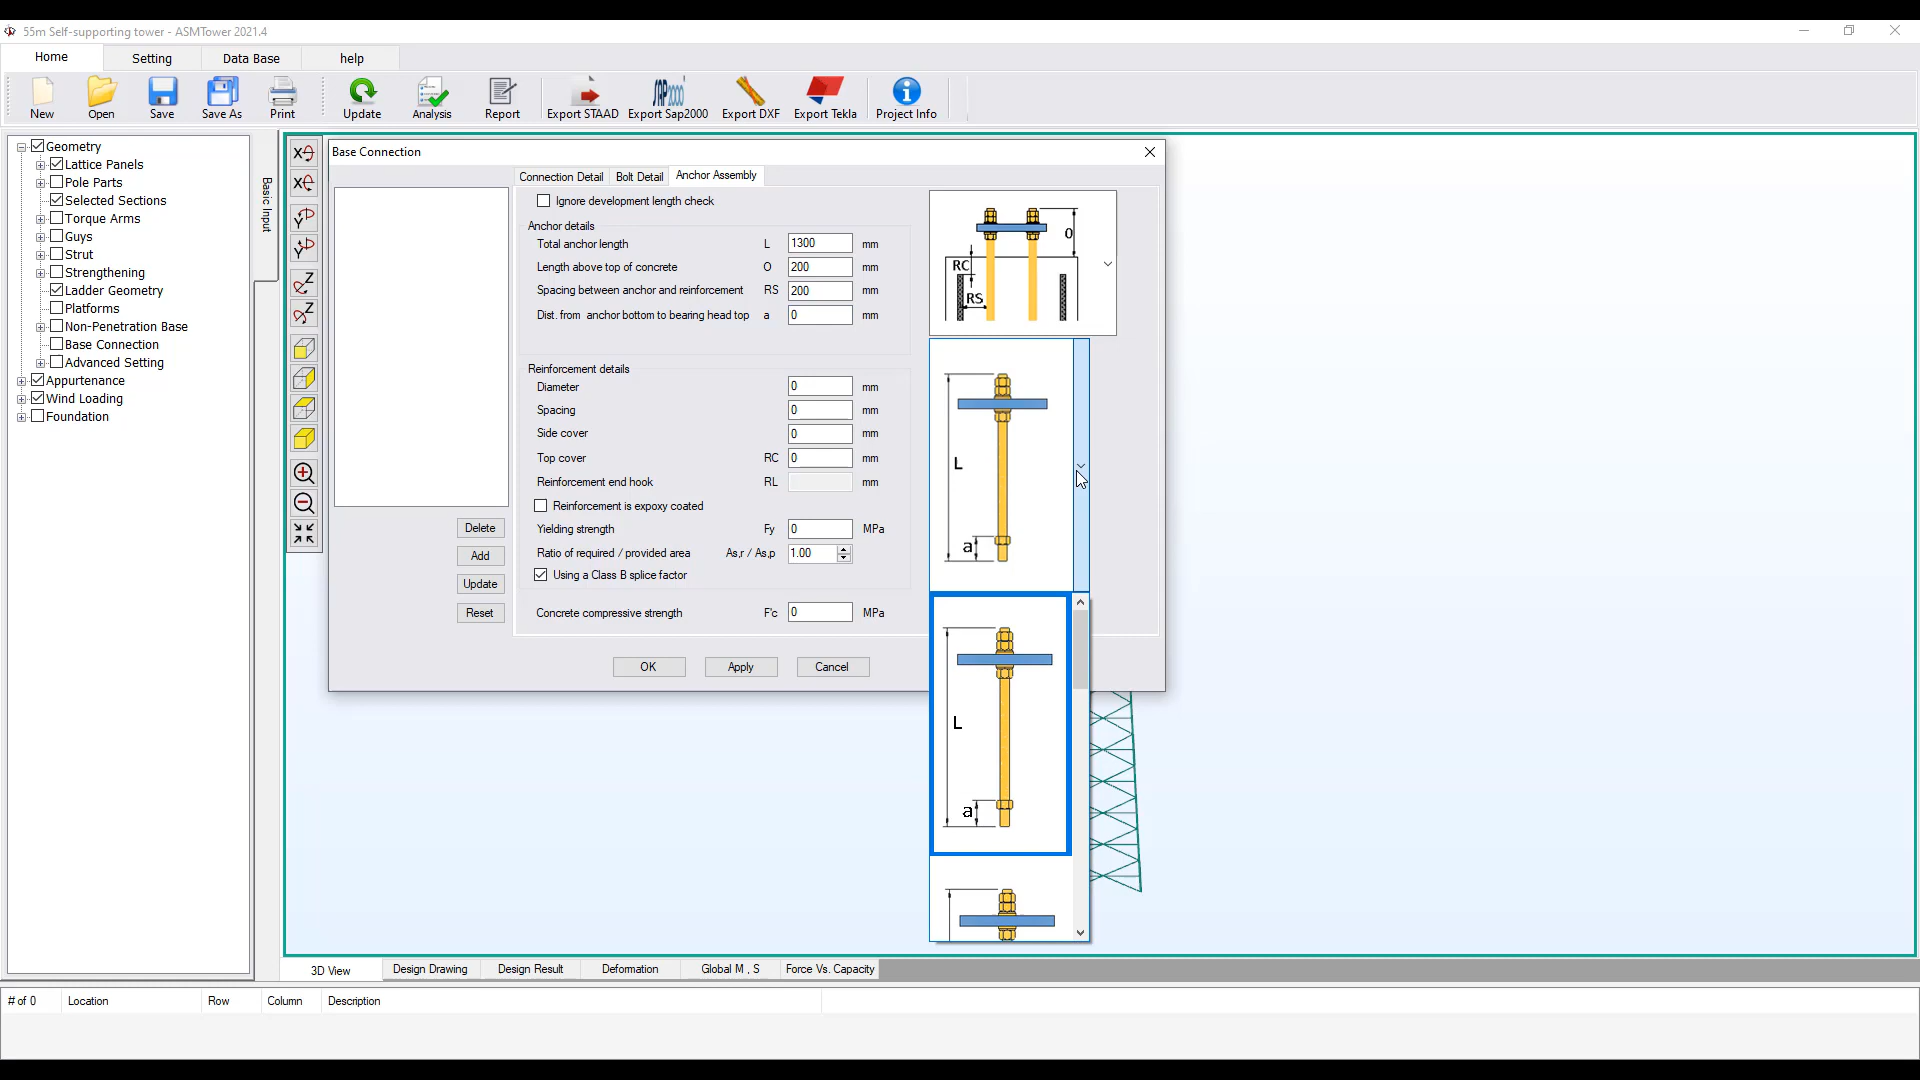 55m Self-supporting tower - ASMTower 2021.4
Home Setting Data Base help
New Open Save Save As Print Update Analysis Report Export STAAD Export Sap2000 Export DXF Export Tekla Project Info
SAP2000
Geometry
Lattice Panels
Pole Parts
Selected Sections
Torque Arms
Guys
Strut
Strengthening
Ladder Geometry
Platforms
Non-Penetration Base
Base Connection
Advanced Setting
Appurtenance
Wind Loading
Foundation
Basic Input
X
X
Y
Y
Z
Z
Base Connection
Connection Detail Bolt Detail Anchor Assembly
Ignore development length check
Anchor details
Total anchor length L 1300 mm
Length above top of concrete O 200 mm
Spacing between anchor and reinforcement RS 200 mm
Dist. from anchor bottom to bearing head top a 0 mm
Reinforcement details
Diameter 0 mm
Spacing 0 mm
Side cover 0 mm
Top cover RC 0 mm
Reinforcement end hook RL mm
Reinforcement is expoxy coated
Yielding strength Fy 0 MPa
Ratio of required / provided area As,r / As,p 1.00
Using a Class B splice factor
Concrete compressive strength F'c 0 MPa
Delete
Add
Update
Reset
OK Apply Cancel
O
RC
RS
L
a
L
a
3D View Design Drawing Design Result Deformation Global M , S Force Vs. Capacity
# of 0 Location Row Column Description